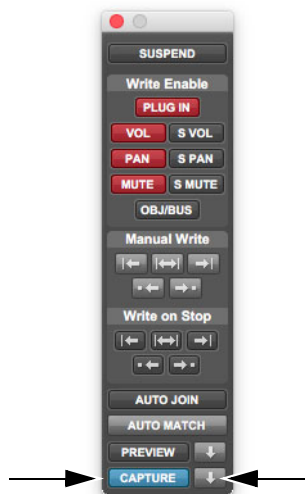 SUSPEND
Write Enable
PLUG IN
VOL S VOL
PAN S PAN
MUTE S MUTE
OBJ/BUS
Manual Write
Write on Stop
AUTO JOIN
AUTO MATCH
PREVIEW
CAPTURE